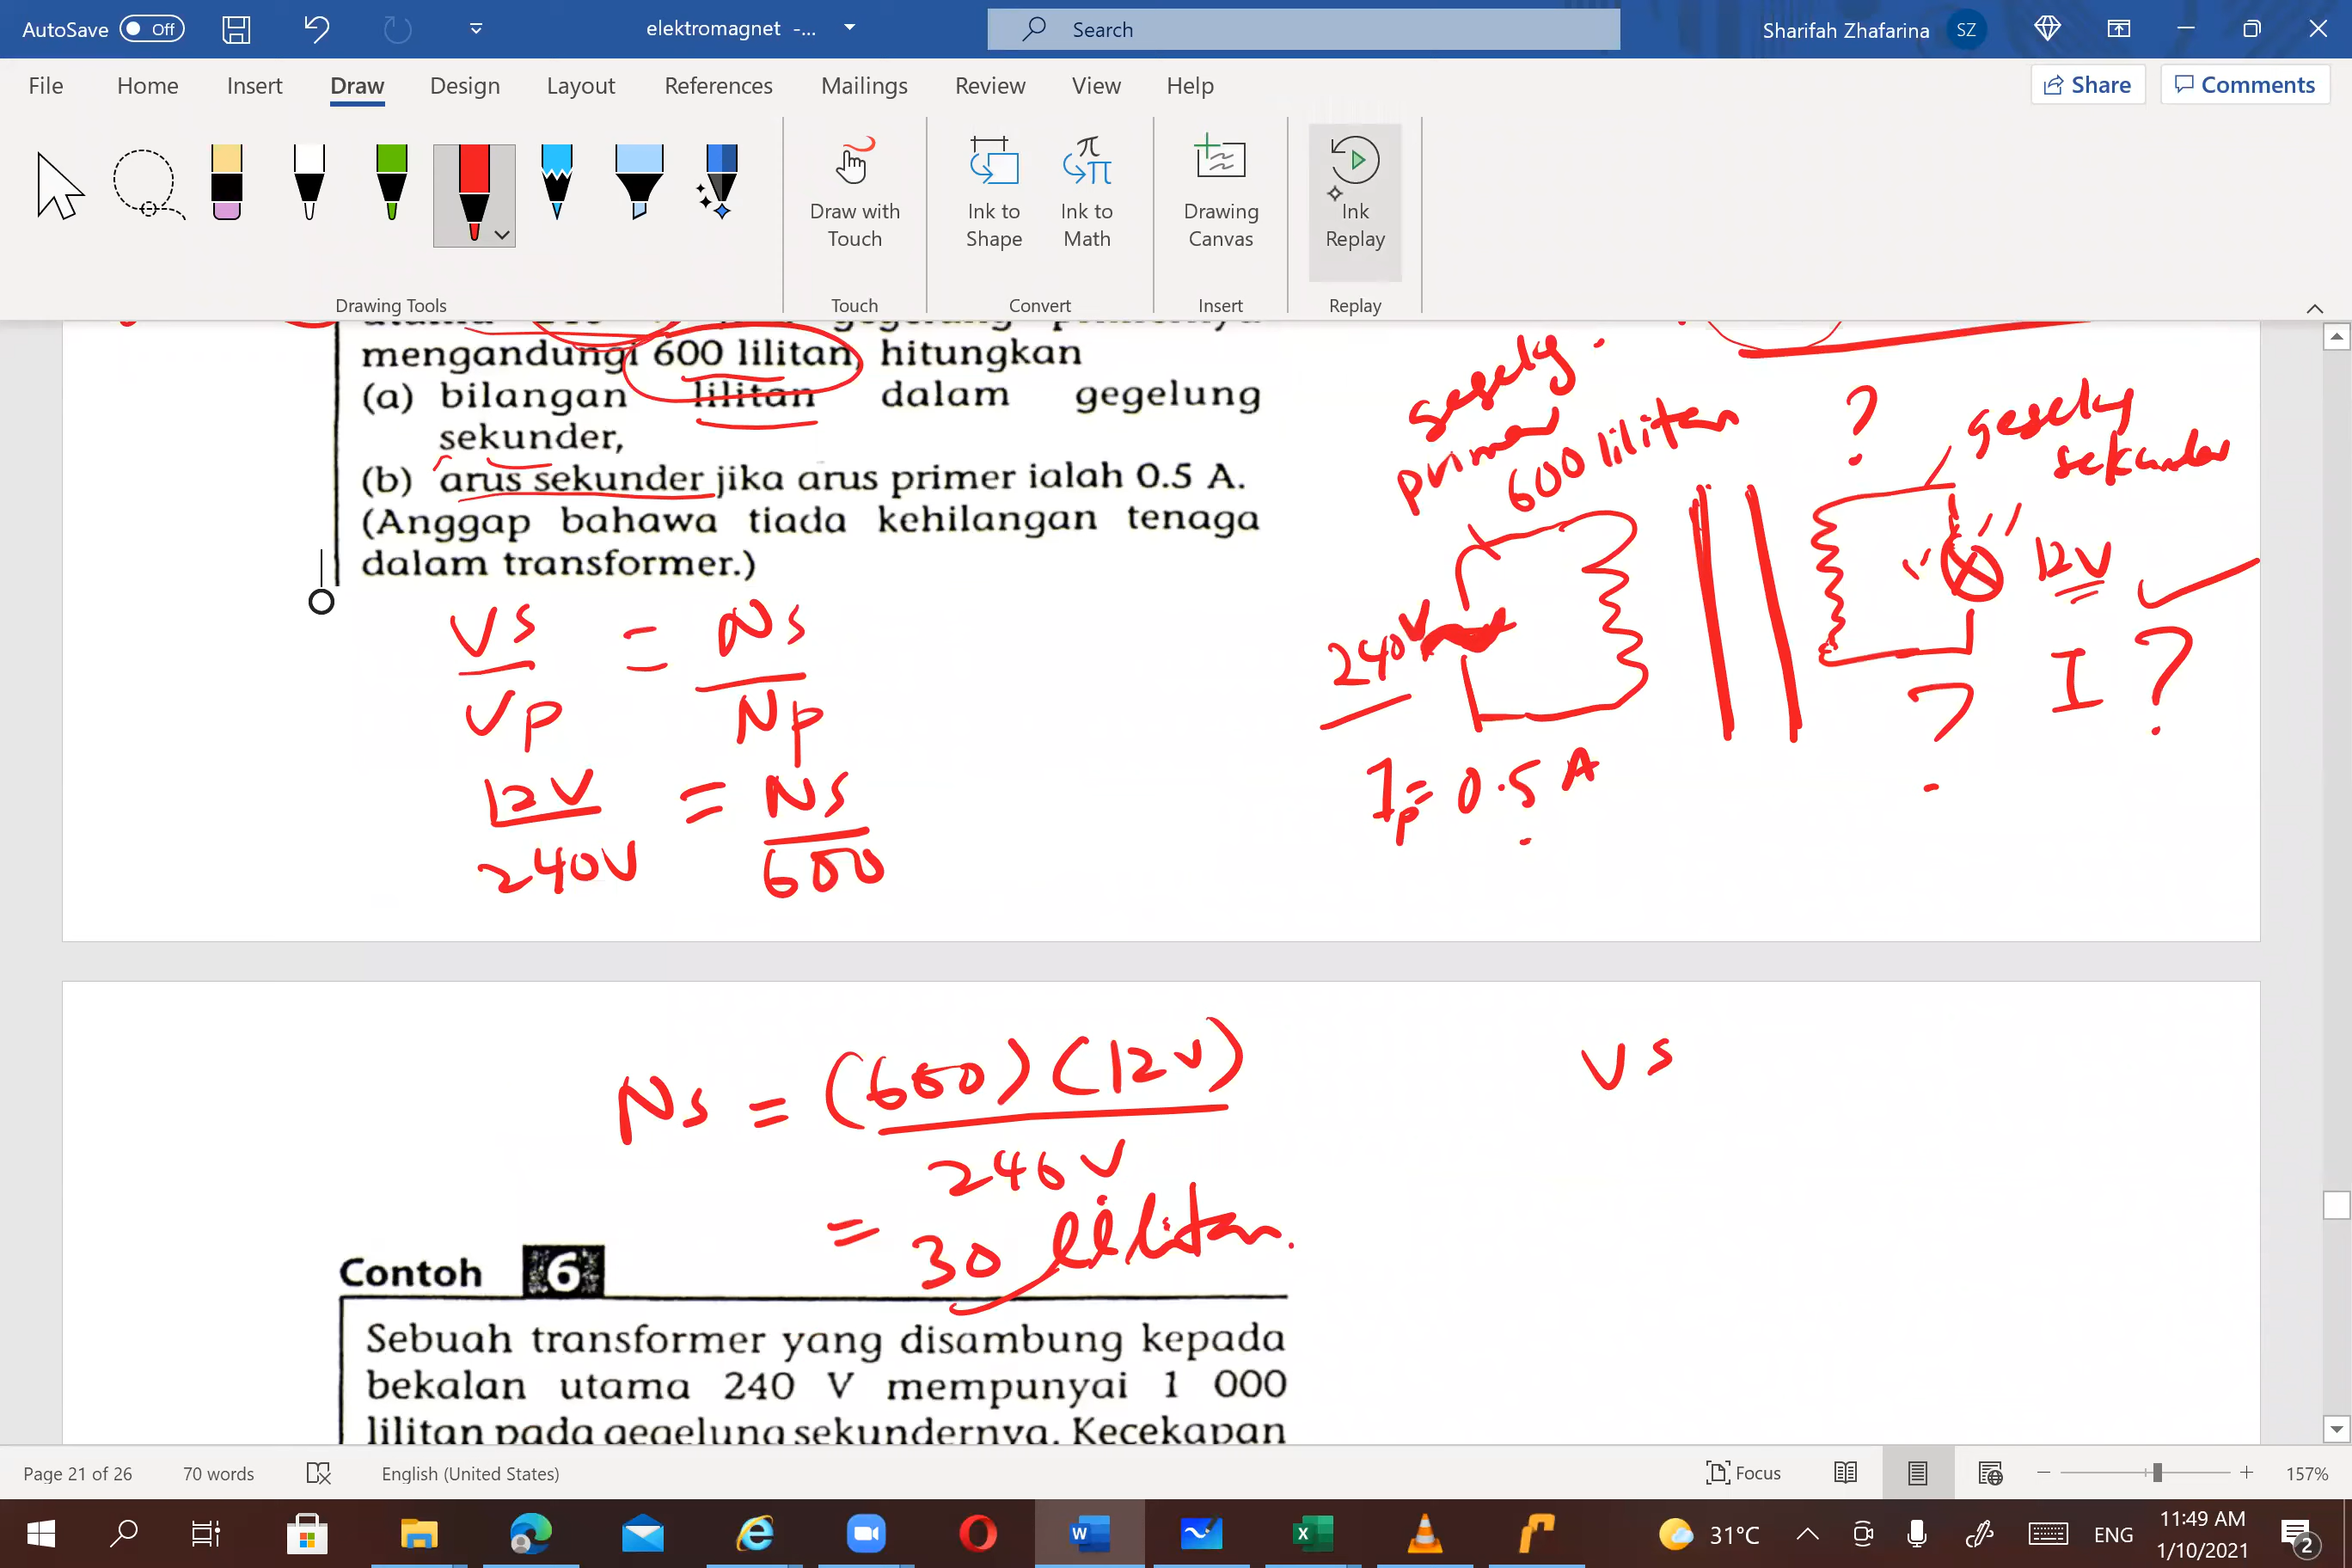 AutoSave Off elektromagnet -... Search Sharifah Zhafarina SZ
File Home Insert Draw Design Layout References Mailings Review View Help Share Comments
Draw with Touch
Ink to Shape
Ink to Math
Drawing Canvas
Ink Replay
Drawing Tools Touch Convert Insert Replay
mengandungi 600 lilitan, hitungkan
(a) bilangan lilitan dalam gegelung
sekunder,
(b) arus sekunder jika arus primer ialah 0.5 A.
(Anggap bahawa tiada kehilangan tenaga
dalam transformer.)
Vs = Ns
Vp Np
12V = Ns
240V 600
primer
600 lilitan
?
sekunder
240V
12V
I ?
?
Ip = 0.5 A
Ns = (600) (12V)
240V
= 30 lilitan.
Vs
Contoh 6
Sebuah transformer yang disambung kepada
bekalan utama 240 V mempunyai 1 000
lilitan pada gegelung sekundernya. Kecekapan
Page 21 of 26 70 words English (United States) Focus 157%
31°C ENG 11:49 AM
1/10/2021 2